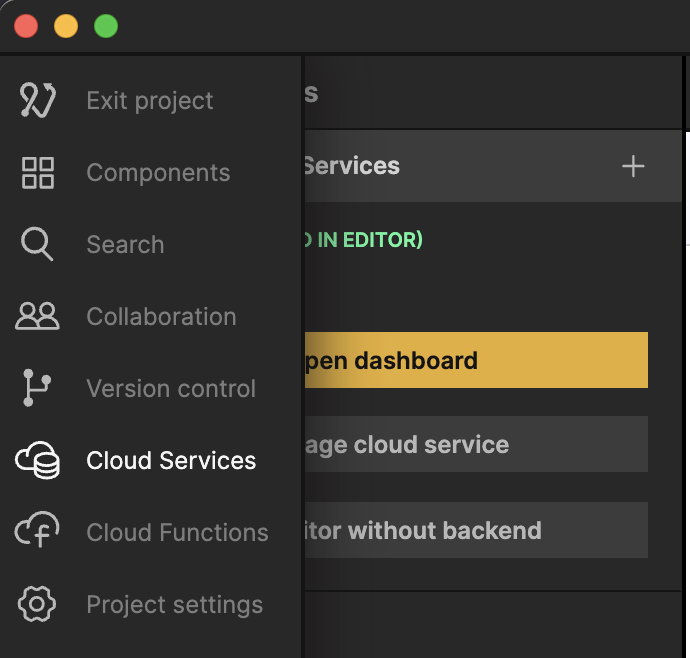 Exit project
Components
Search
Collaboration
Version control
Cloud Services
Cloud Functions
Project settings
s
Services
IN EDITOR)
pen dashboard
age cloud service
itor without backend